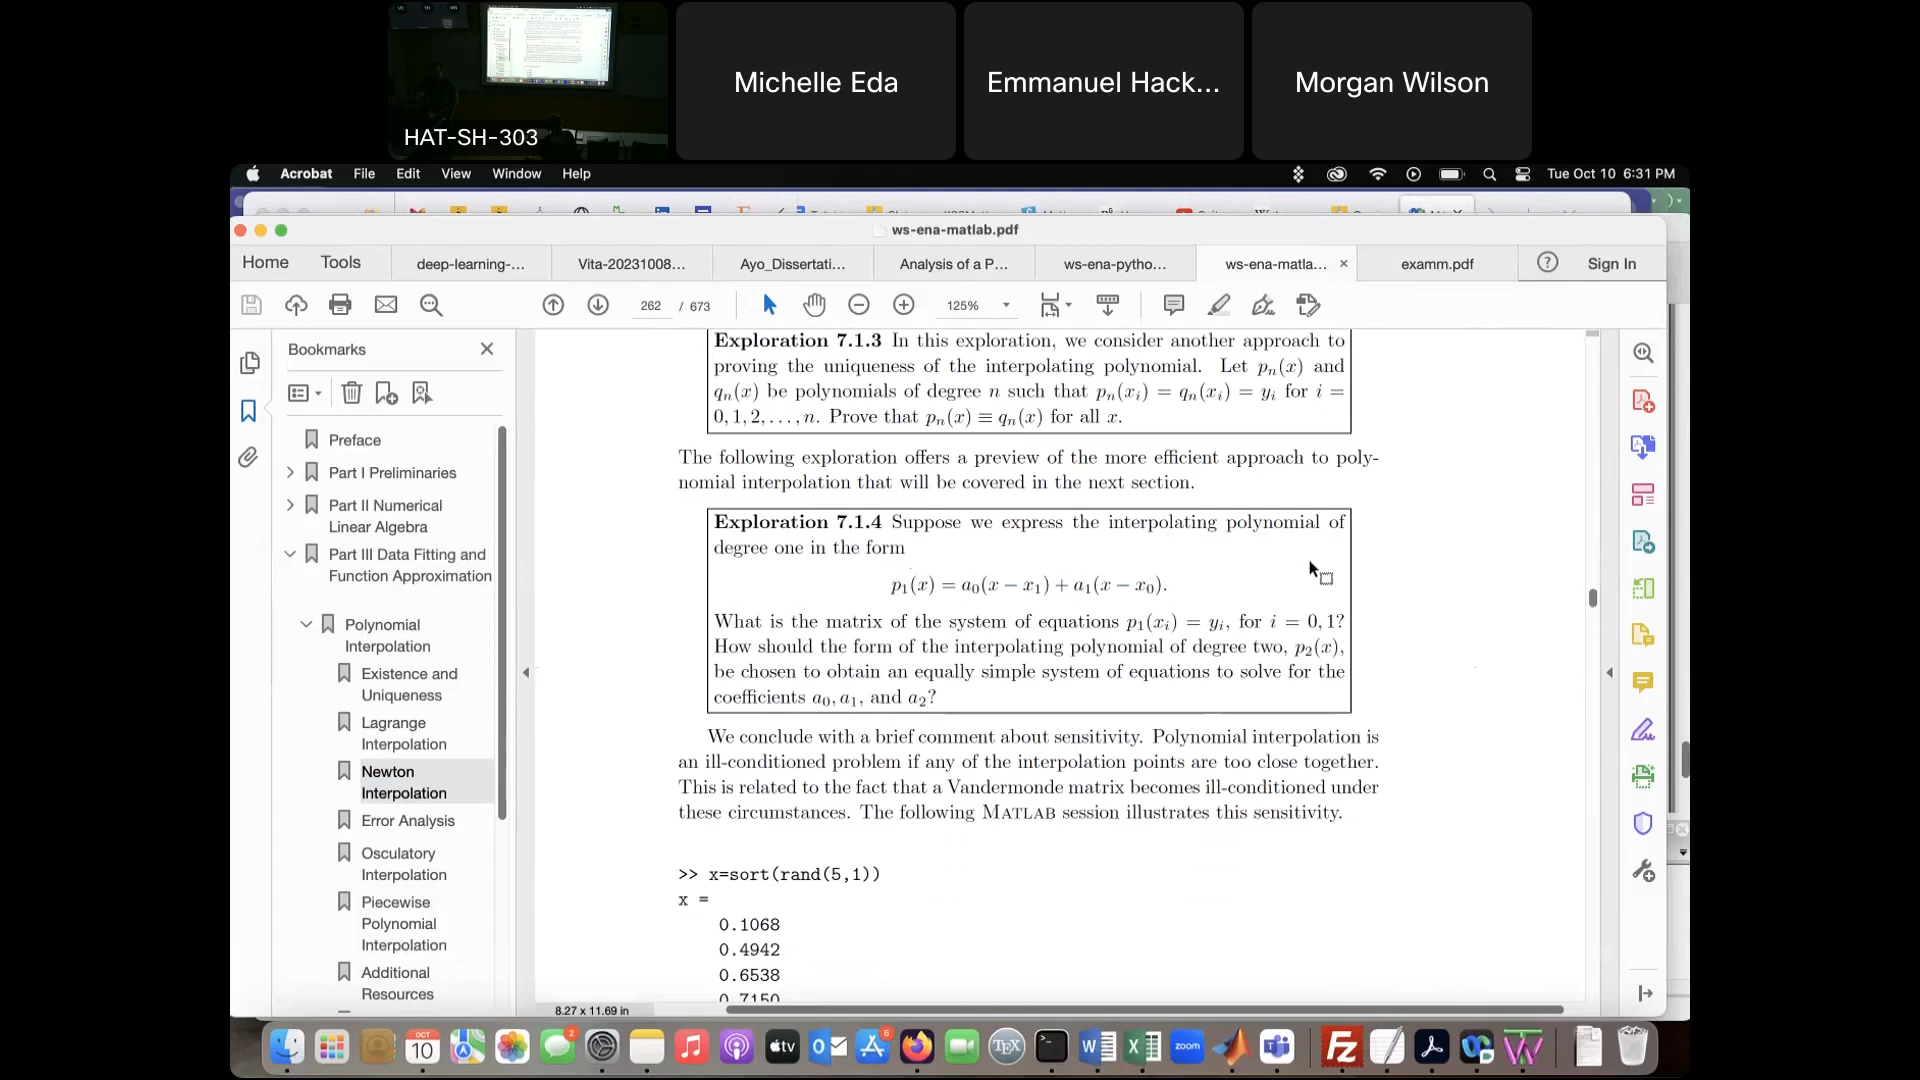 HAT-SH-303
Michelle Eda
Emmanuel Hack...
Morgan Wilson
Acrobat File Edit View Window Help
Tue Oct 10 6:31 PM
ws-ena-matlab.pdf
Home Tools deep-learning-... Vita-20231008... Ayo_Dissertati... Analysis of a P... ws-ena-pytho... ws-ena-matla... × examm.pdf Sign In
262 / 673 125%
Bookmarks
Preface
Part I Preliminaries
Part II Numerical
Linear Algebra
Part III Data Fitting and
Function Approximation
Polynomial
Interpolation
Existence and
Uniqueness
Lagrange
Interpolation
Newton
Interpolation
Error Analysis
Osculatory
Interpolation
Piecewise
Polynomial
Interpolation
Additional
Resources
Exploration 7.1.3 In this exploration, we consider another approach to
proving the uniqueness of the interpolating polynomial. Let pₙ(x) and
qₙ(x) be polynomials of degree n such that pₙ(xᵢ) = qₙ(xᵢ) = yᵢ for i =
0, 1, 2, . . . , n. Prove that pₙ(x) ≡ qₙ(x) for all x.
The following exploration offers a preview of the more efficient approach to poly-
nomial interpolation that will be covered in the next section.
Exploration 7.1.4 Suppose we express the interpolating polynomial of
degree one in the form
p₁(x) = a₀(x − x₁) + a₁(x − x₀).
What is the matrix of the system of equations p₁(xᵢ) = yᵢ, for i = 0, 1?
How should the form of the interpolating polynomial of degree two, p₂(x),
be chosen to obtain an equally simple system of equations to solve for the
coefficients a₀, a₁, and a₂?
We conclude with a brief comment about sensitivity. Polynomial interpolation is
an ill-conditioned problem if any of the interpolation points are too close together.
This is related to the fact that a Vandermonde matrix becomes ill-conditioned under
these circumstances. The following MATLAB session illustrates this sensitivity.
>> x=sort(rand(5,1))
x =
0.1068
0.4942
0.6538
0.7150
8.27 x 11.69 in
2
OCT
10
tv
6
TEX
zoom
Fz